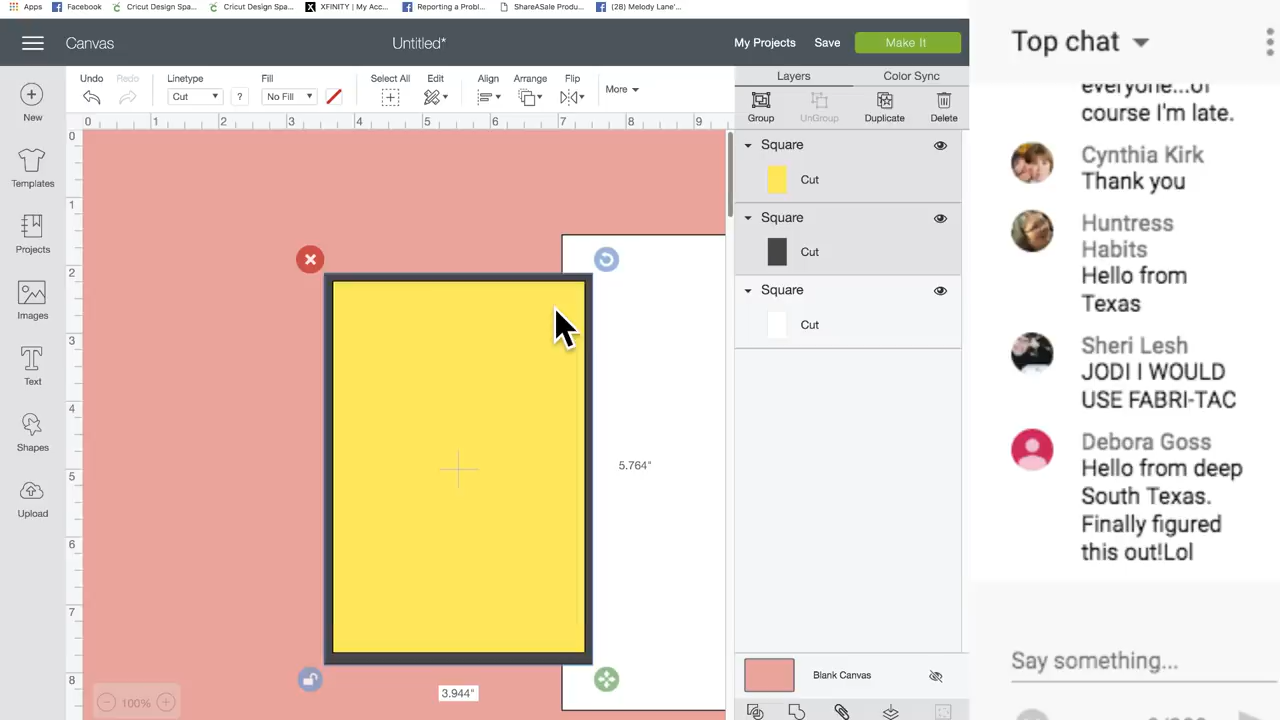 Apps Facebook Cricut Design Spa... Cricut Design Spa... XFINITY | My Acc... Reporting a Probl... ShareASale Produ... (28) Melody Lane'...
Canvas Untitled* My Projects Save Make It
New
Templates
Projects
Images
Text
Shapes
Upload
Undo Redo Linetype Fill Select All Edit Align Arrange Flip More
Cut ? No Fill
0 1 2 3 4 5 6 7 8 9
0
1
2
3
4
5
6
7
8
5.764"
3.944"
100%
Layers Color Sync
Group UnGroup Duplicate Delete
Square
Cut
Square
Cut
Square
Cut
Blank Canvas
Top chat
everyone...of
course I'm late.
Cynthia Kirk
Thank you
Huntress
Habits
Hello from
Texas
Sheri Lesh
JODI I WOULD
USE FABRI-TAC
Debora Goss
Hello from deep
South Texas.
Finally figured
this out!Lol
Say something...